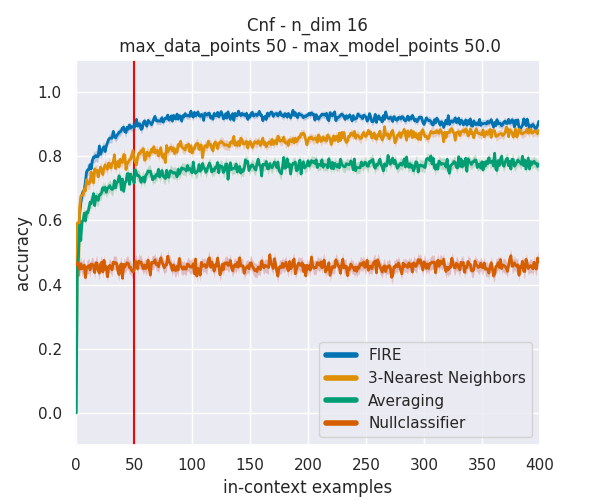 Cnf - n_dim 16
max_data_points 50 - max_model_points 50.0
1.0
0.8
0.6
0.4
0.2
0.0
accuracy
0 50 100 150 200 250 300 350 400
in-context examples
FIRE
3-Nearest Neighbors
Averaging
Nullclassifier